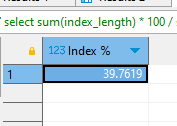 / select sum(index_length) * 100 / s
123 Index %
1 39.7619